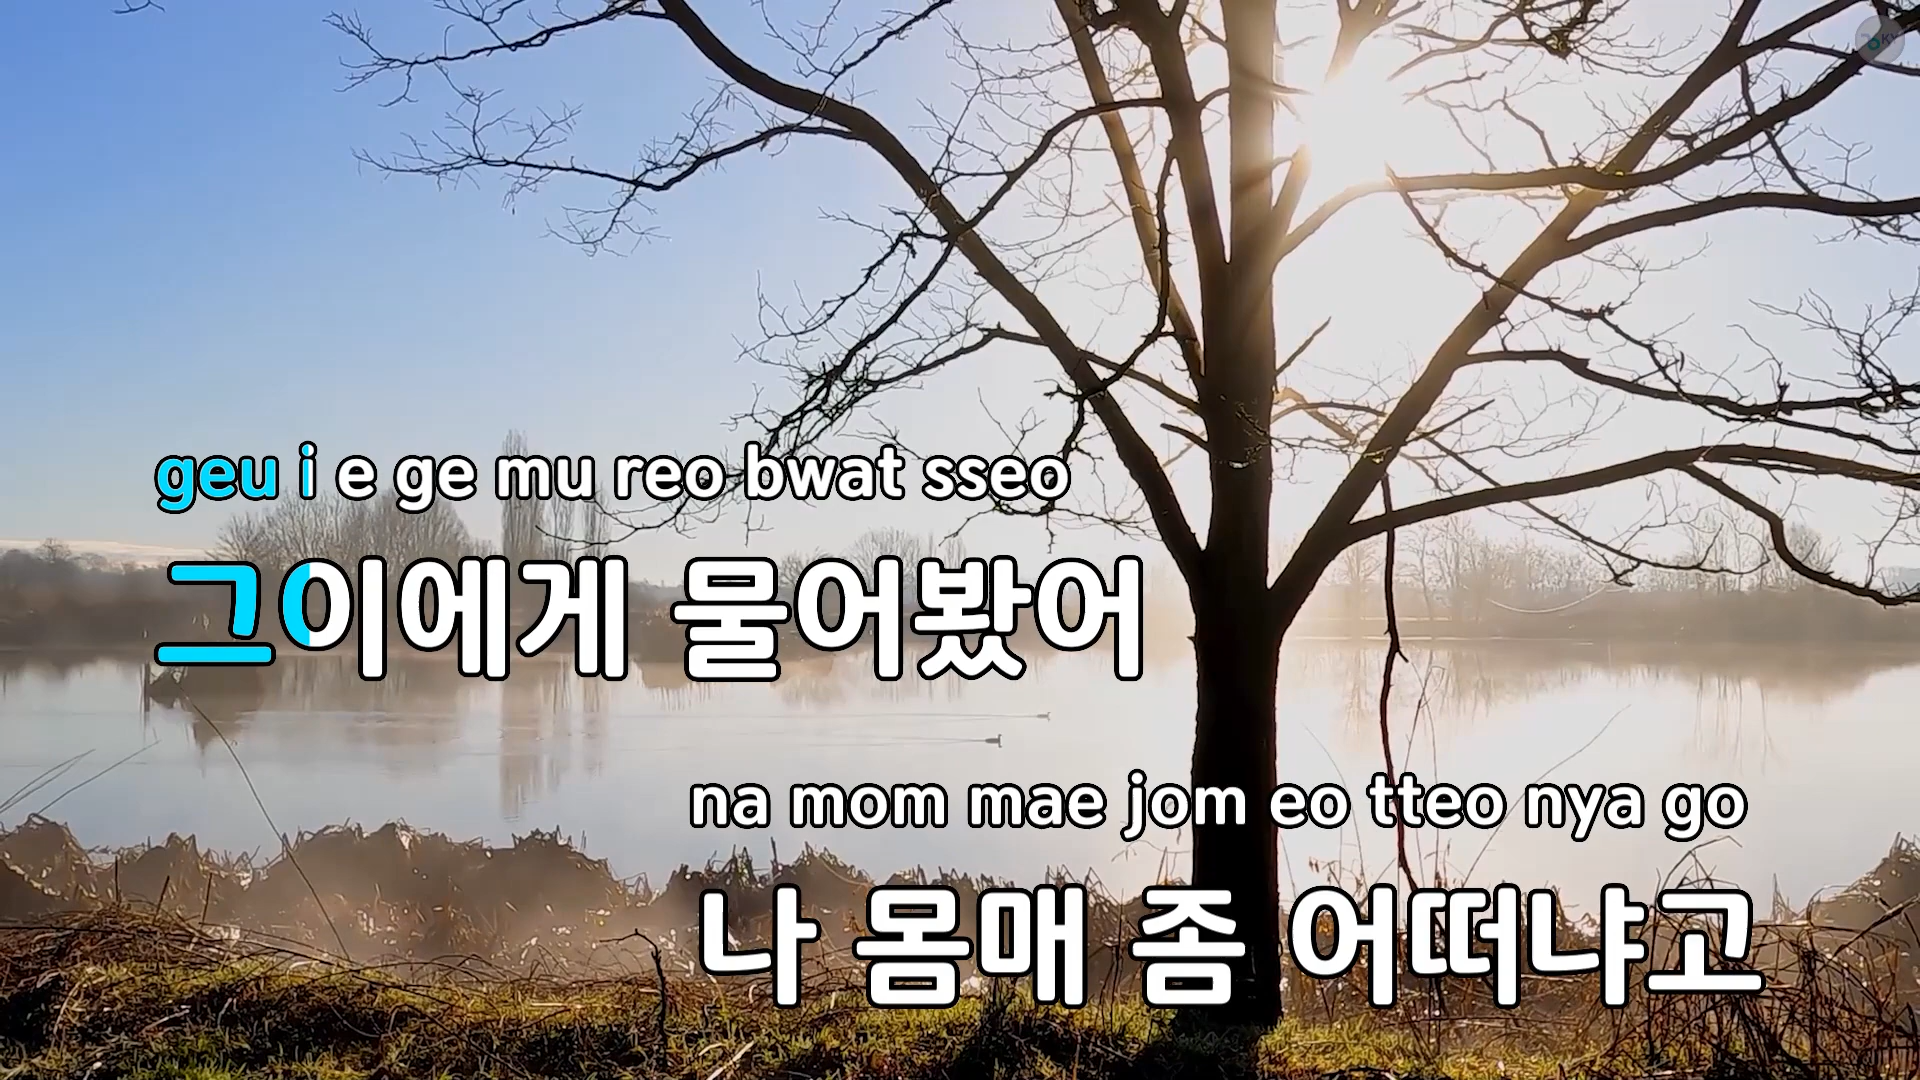 KY
geu i e ge mu reo bwat sseo
그이에게 물어봤어
na mom mae jom eo tteo nya go
나 몸매 좀 어떠냐고